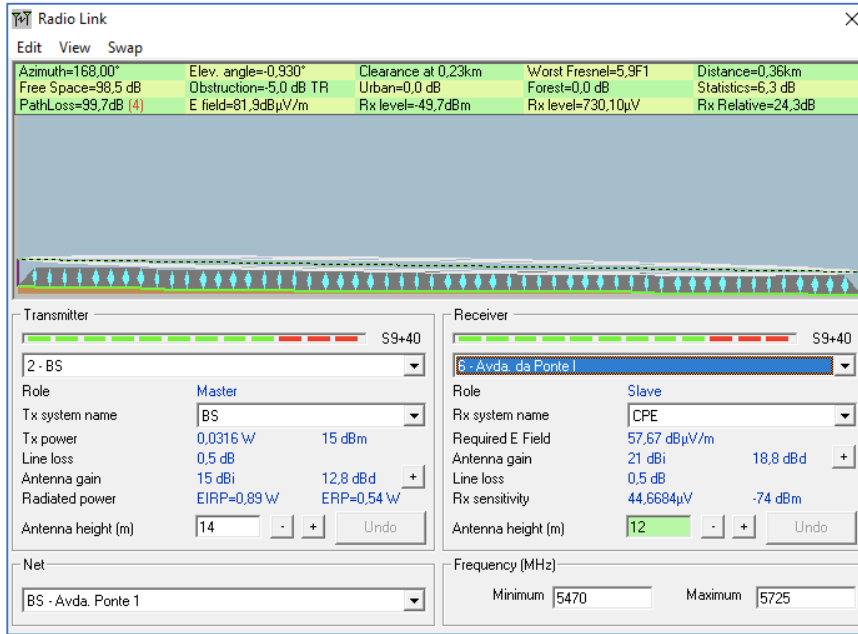 Radio Link
Edit View Swap
Azimuth=168,00° Elev. angle=-0,930° Clearance at 0,23km Worst Fresnel=5,9F1 Distance=0,36km
Free Space=98,5 dB Obstruction=-5,0 dB TR Urban=0,0 dB Forest=0,0 dB Statistics=6,3 dB
PathLoss=99,7dB (4) E field=81,9dBµV/m Rx level=-49,7dBm Rx level=730,10µV Rx Relative=24,3dB
Transmitter
S9+40
2 - BS
Role Master
Tx system name BS
Tx power 0,0316 W 15 dBm
Line loss 0,5 dB
Antenna gain 15 dBi 12,8 dBd +
Radiated power EIRP=0,89 W ERP=0,54 W
Antenna height (m) 14 - + Undo
Receiver
S9+40
6 - Avda. da Ponte I
Role Slave
Rx system name CPE
Required E Field 57,67 dBµV/m
Antenna gain 21 dBi 18,8 dBd +
Line loss 0,5 dB
Rx sensitivity 44,6684µV -74 dBm
Antenna height (m) 12 - + Undo
Net
BS - Avda. Ponte 1
Frequency (MHz)
Minimum 5470 Maximum 5725